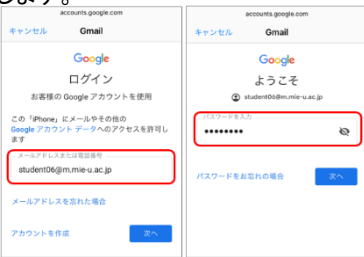 します。
accounts.google.com
キャンセル Gmail
Google
ログイン
お客様の Google アカウントを使用
この「iPhone」にメールやその他の
Google アカウント データへのアクセスを許可し
ます
メールアドレスまたは電話番号
student06@m.mie-u.ac.jp
メールアドレスを忘れた場合
アカウントを作成 次へ
accounts.google.com
キャンセル Gmail
Google
ようこそ
student06@m.mie-u.ac.jp
パスワードを入力
••••••••
パスワードをお忘れの場合 次へ